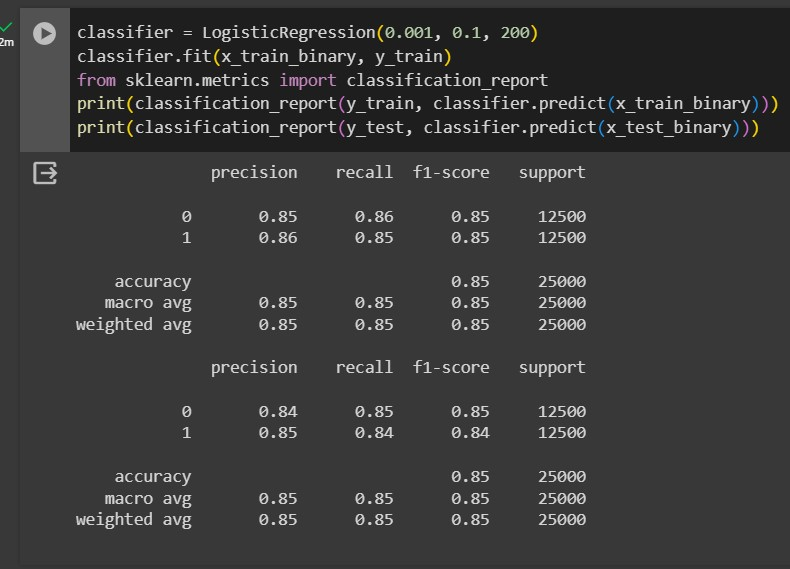 2m
classifier = LogisticRegression(0.001, 0.1, 200)
classifier.fit(x_train_binary, y_train)
from sklearn.metrics import classification_report
print(classification_report(y_train, classifier.predict(x_train_binary)))
print(classification_report(y_test, classifier.predict(x_test_binary)))
precision recall f1-score support
0 0.85 0.86 0.85 12500
1 0.86 0.85 0.85 12500
accuracy 0.85 25000
macro avg 0.85 0.85 0.85 25000
weighted avg 0.85 0.85 0.85 25000
precision recall f1-score support
0 0.84 0.85 0.85 12500
1 0.85 0.84 0.84 12500
accuracy 0.85 25000
macro avg 0.85 0.85 0.85 25000
weighted avg 0.85 0.85 0.85 25000